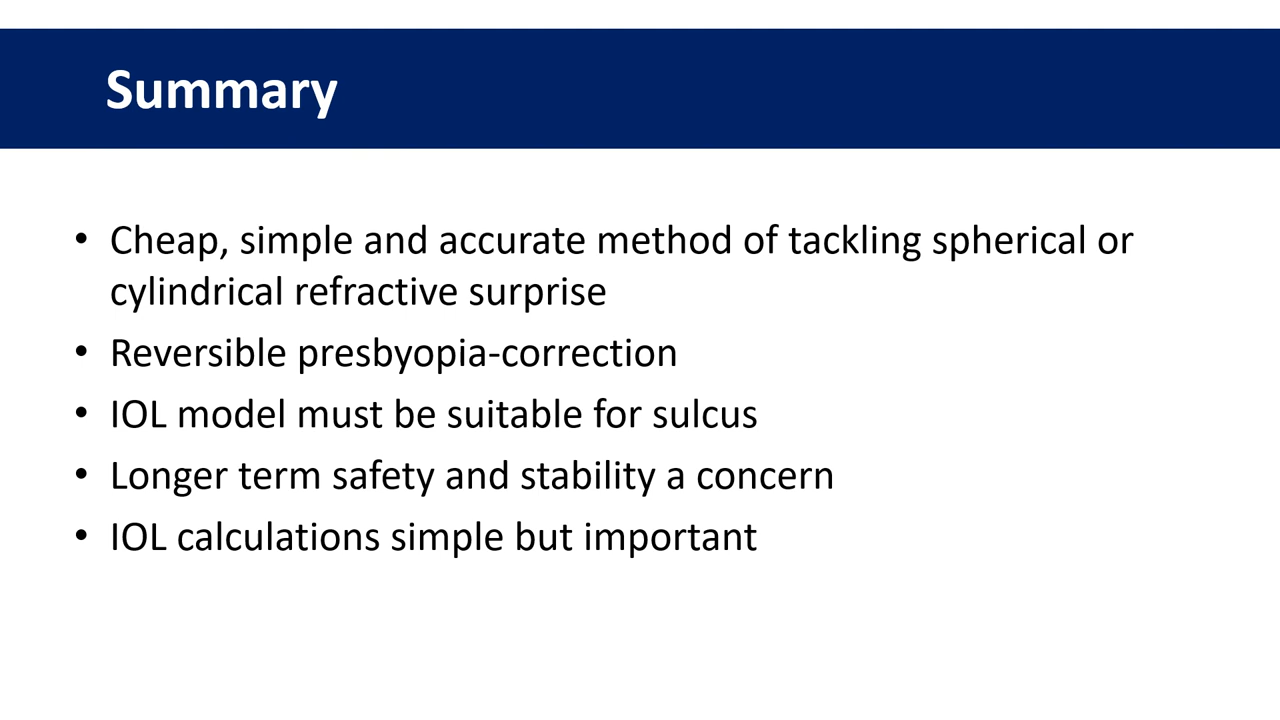 Summary
• Cheap, simple and accurate method of tackling spherical or
cylindrical refractive surprise
• Reversible presbyopia-correction
• IOL model must be suitable for sulcus
• Longer term safety and stability a concern
• IOL calculations simple but important